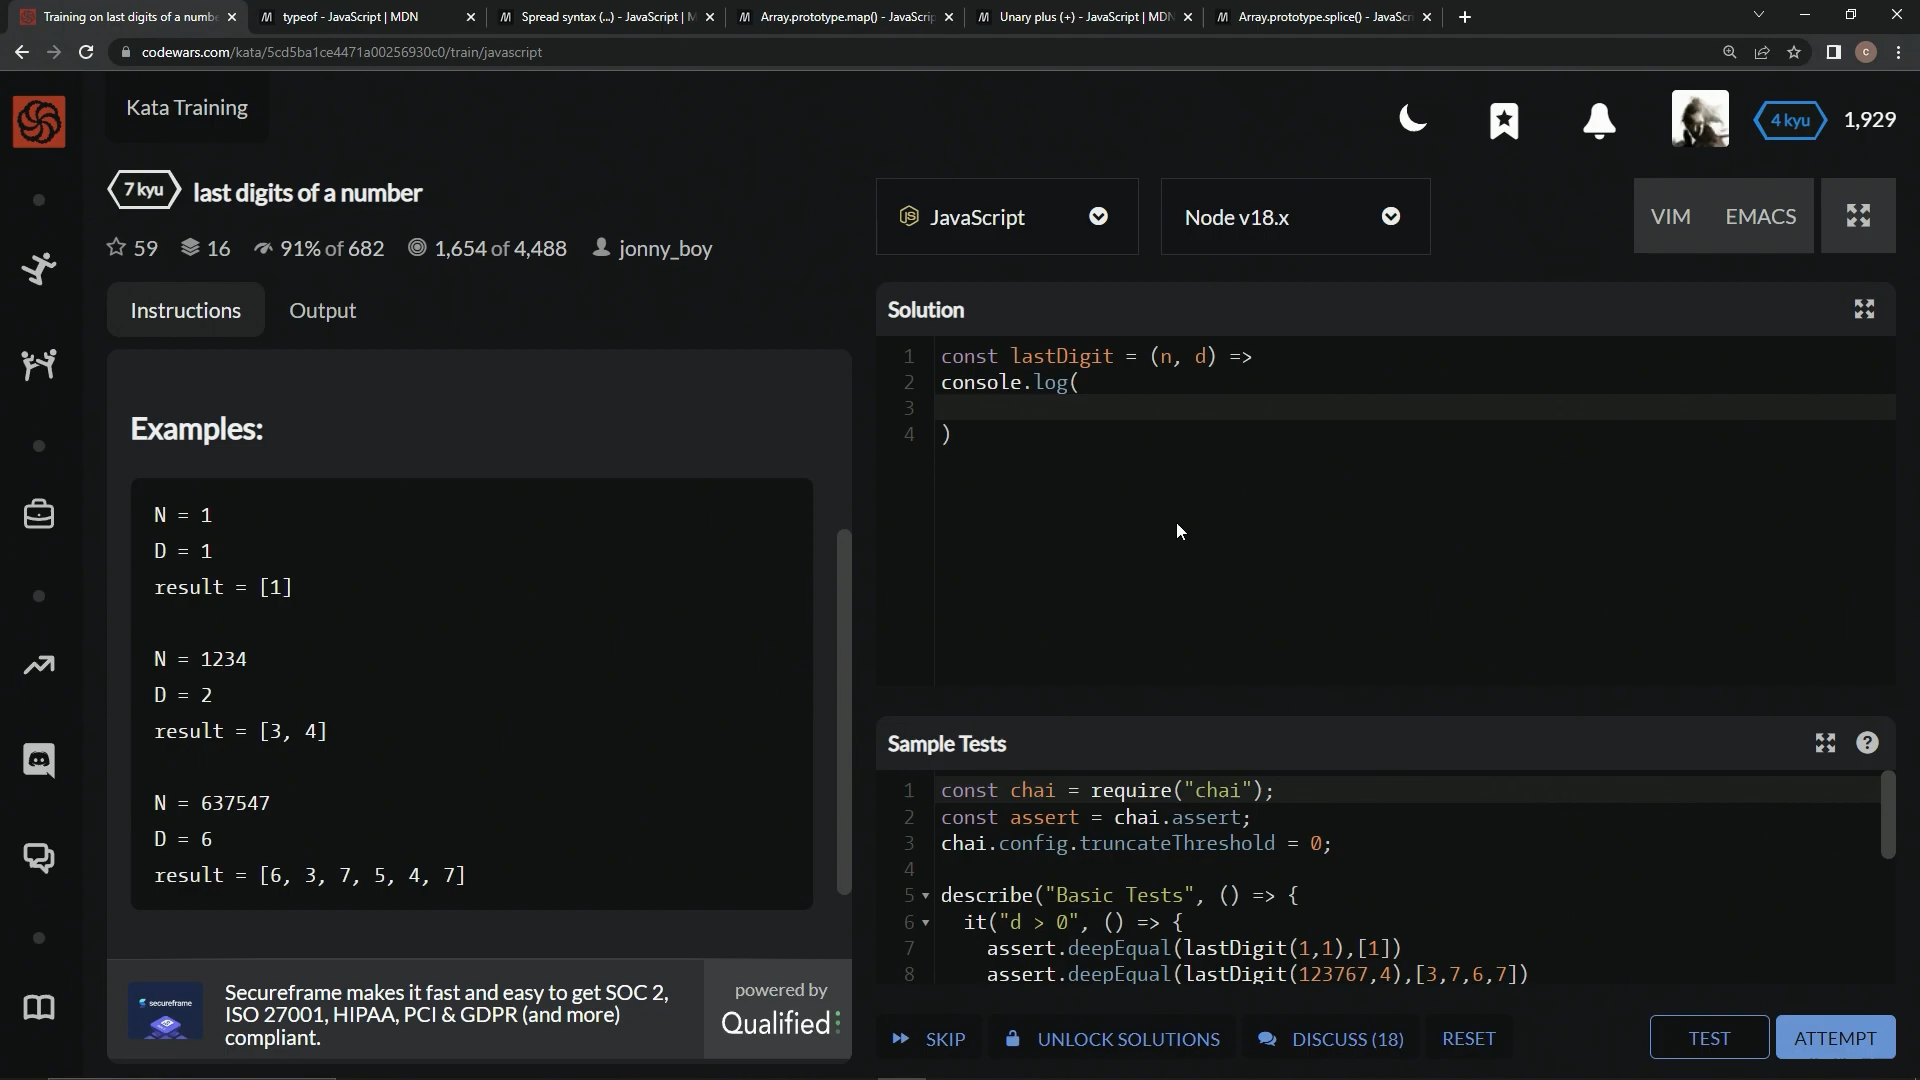 Training on last digits of a numbe
typeof - JavaScript | MDN
Spread syntax (...) - JavaScript | M
Array.prototype.map() - JavaScrip
Unary plus (+) - JavaScript | MDN
Array.prototype.splice() - JavaScri
codewars.com/kata/5cd5ba1ce4471a00256930c0/train/javascript
C
Kata Training
4 kyu
1,929
7 kyu
last digits of a number
59
16
91% of 682
1,654 of 4,488
jonny_boy
JS JavaScript
Node v18.x
VIM
EMACS
Instructions
Output
Examples:
N = 1
D = 1
result = [1]
N = 1234
D = 2
result = [3, 4]
N = 637547
D = 6
result = [6, 3, 7, 5, 4, 7]
secureframe
Secureframe makes it fast and easy to get SOC 2,
ISO 27001, HIPAA, PCI & GDPR (and more)
compliant.
powered by
Qualified
Solution
1 const lastDigit = (n, d) =>
2 console.log(
3
4 )
Sample Tests
?
1 const chai = require("chai");
2 const assert = chai.assert;
3 chai.config.truncateThreshold = 0;
4
5 describe("Basic Tests", () => {
6 it("d > 0", () => {
7 assert.deepEqual(lastDigit(1,1),[1])
8 assert.deepEqual(lastDigit(123767,4),[3,7,6,7])
SKIP
UNLOCK SOLUTIONS
DISCUSS (18)
RESET
TEST
ATTEMPT